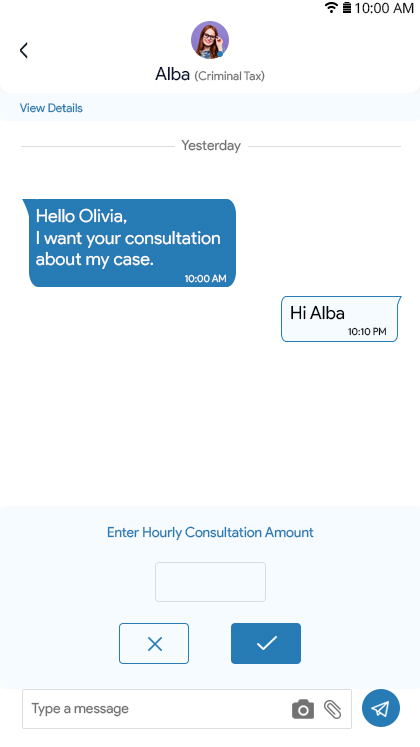 10:00 AM
Alba (Criminal Tax)
View Details
Yesterday
Hello Olivia,
I want your consultation
about my case.
10:00 AM
Hi Alba
10:10 PM
Enter Hourly Consultation Amount
Type a message